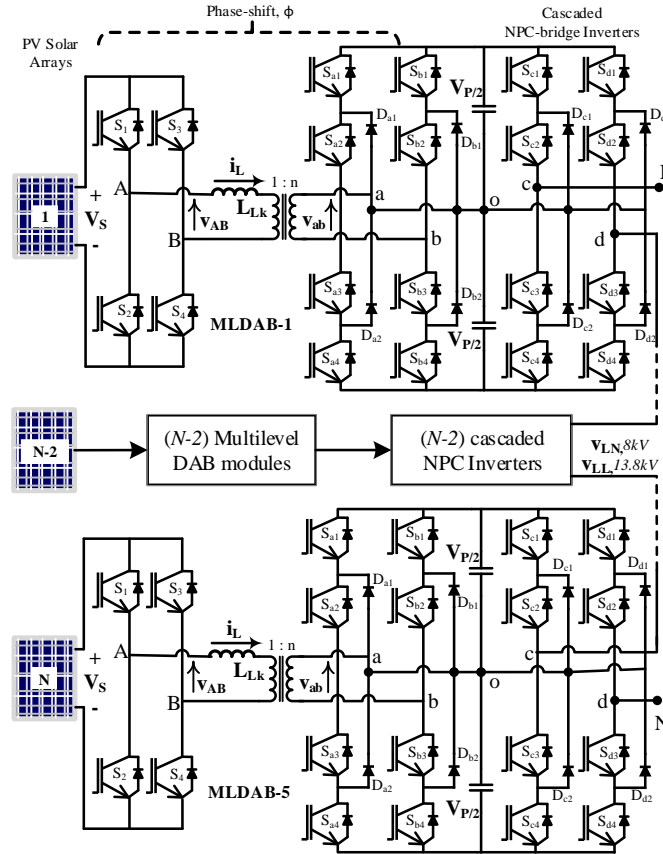 Phase-shift, ϕ
Cascaded
NPC-bridge Inverters
PV Solar
Arrays
S1
S3
Sa1
Sb1
VP/2
Sc1
Sd1
Da1
Dc1
Sa2
Sb2
Db1
Sc2
Sd2
A
iL
1 : n
a
c
1
+
VS
-
LLk
vAB
vab
o
B
b
d
S2
S4
Sa3
Sb3
Db2
Sc3
Sd3
MLDAB-1
Da2
VP/2
Dc2
Dd2
Sa4
Sb4
Sc4
Sd4
N-2
(N-2) Multilevel
DAB modules
(N-2) cascaded
NPC Inverters
vLN,8kV
vLL,13.8kV
S1
S3
Sa1
Sb1
VP/2
Sc1
Sd1
Da1
Dc1
Dd1
Sa2
Sb2
Db1
Sc2
Sd2
A
iL
1 : n
a
c
N
+
VS
-
LLk
vAB
vab
o
B
b
d
N
S2
S4
Sa3
Sb3
Db2
Sc3
Sd3
MLDAB-5
Da2
VP/2
Dc2
Dd2
Sa4
Sb4
Sc4
Sd4